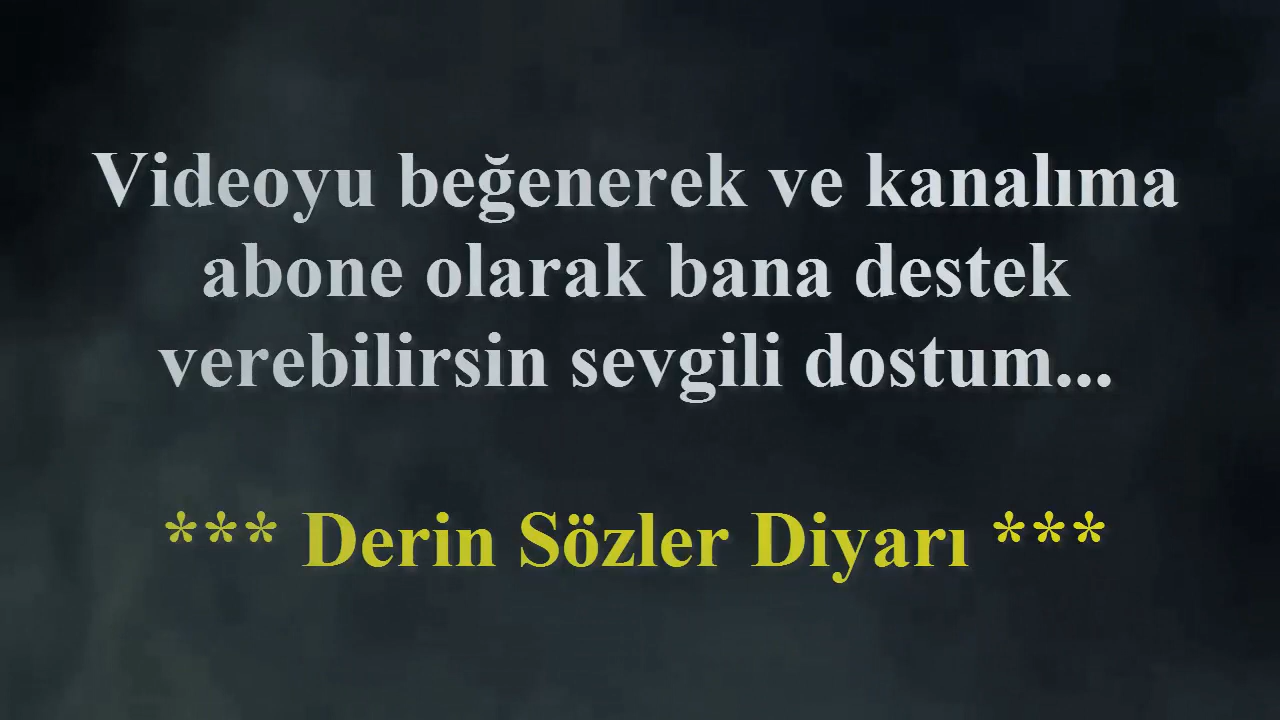 Videoyu beğenerek ve kanalıma
abone olarak bana destek
verebilirsin sevgili dostum...
*** Derin Sözler Diyarı ***